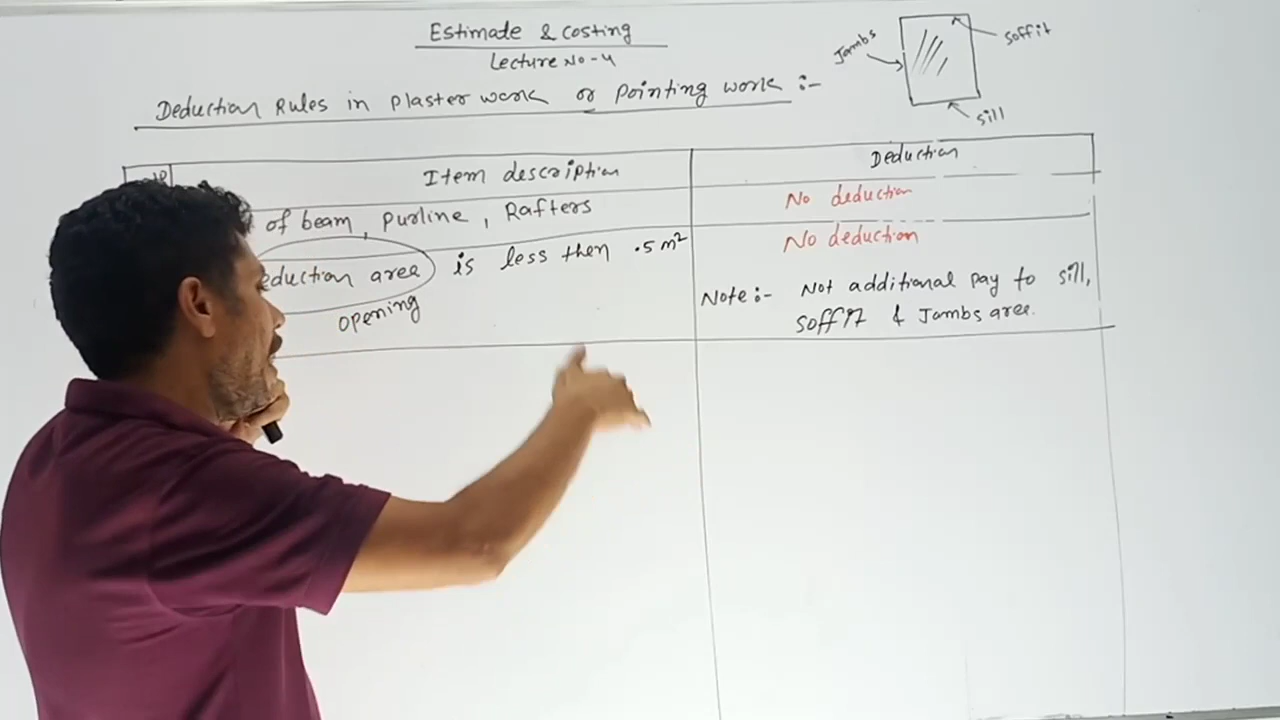 Estimate & costing
Lecture No-4
Deduction Rules in plaster work or pointing work :-
Jambs
soffit
sill
Item description
Deduction
of beam, purline, Rafters
No deduction
eduction area is less then .5 m²
opening
No deduction
Note:- Not additional pay to sill,
soffit & Jambs area.